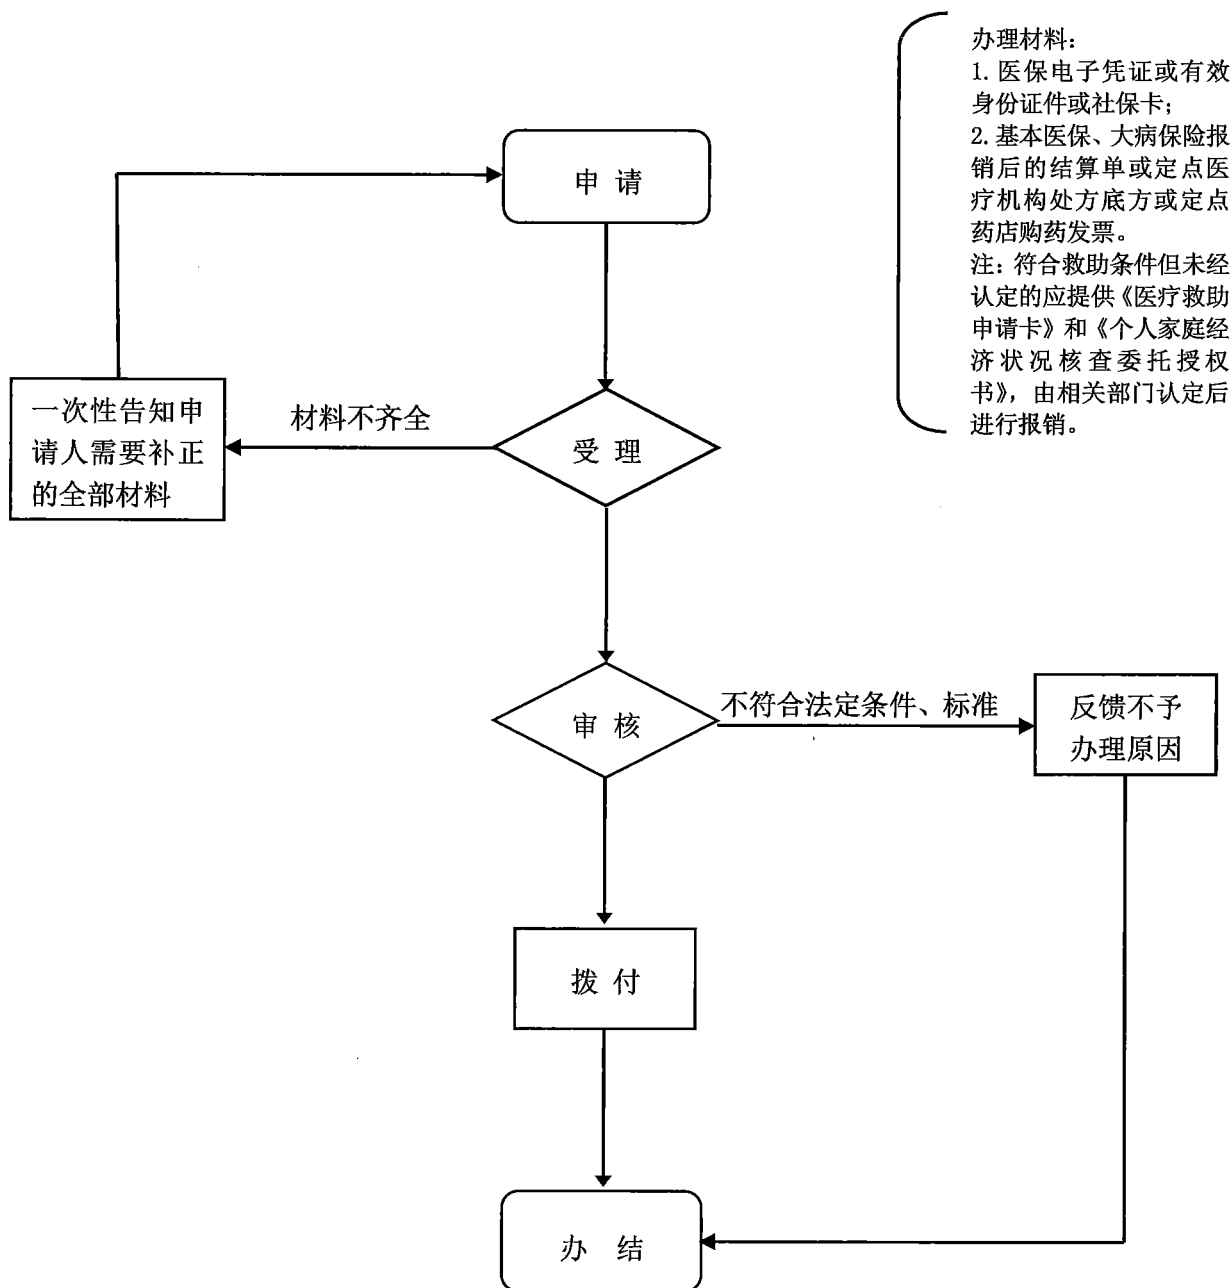 办理材料：
1. 医保电子凭证或有效
身份证件或社保卡；
2. 基本医保、大病保险报
销后的结算单或定点医
疗机构处方底方或定点
药店购药发票。
注：符合救助条件但未经
认定的应提供《医疗救助
申请卡》和《个人家庭经
济状况核查委托授权
书》，由相关部门认定后
进行报销。
申 请
材料不齐全
一次性告知申
请人需要补正
的全部材料
受 理
审 核
不符合法定条件、标准
反馈不予
办理原因
拨 付
办 结